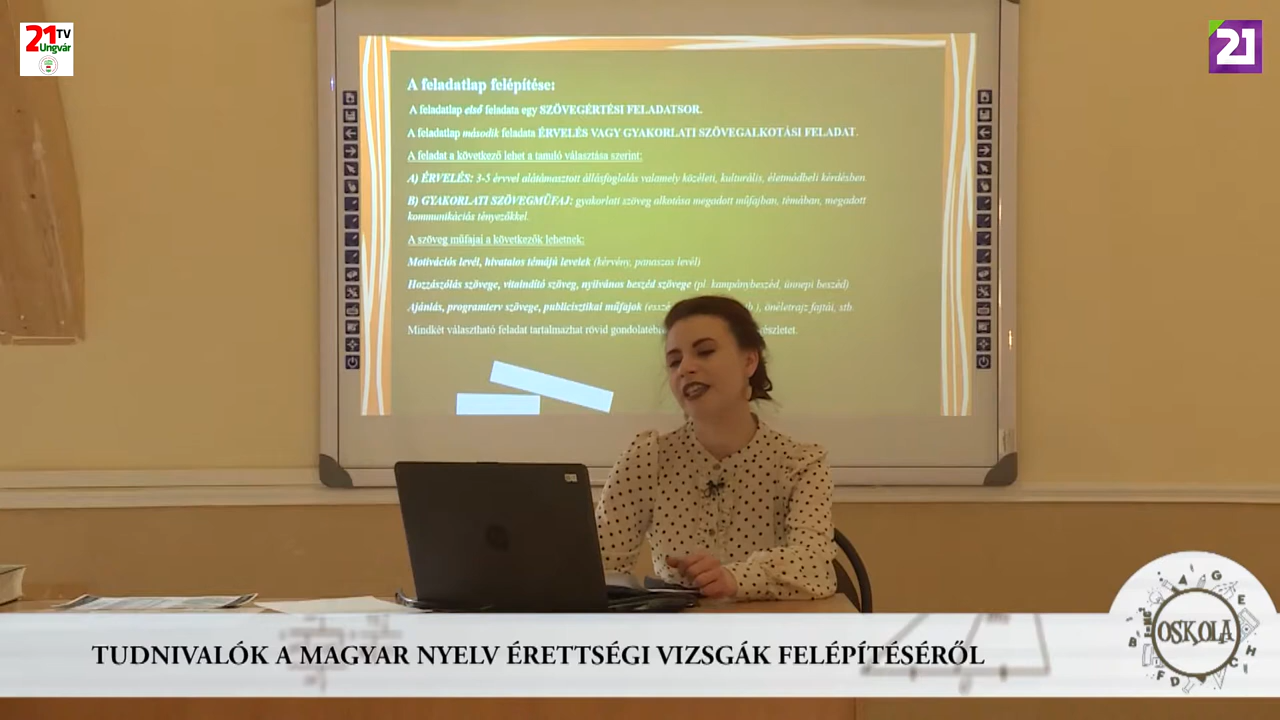 21 TV
Ungvár
21
A feladatlap felépítése:
A feladatlap első feladata egy SZÖVEGÉRTÉSI FELADATSOR.
A feladatlap második feladata ÉRVELÉS VAGY GYAKORLATI SZÖVEGALKOTÁSI FELADAT.
A feladat a következő lehet a tanuló választása szerint:
A) ÉRVELÉS: 3-5 érvvel alátámasztott állásfoglalás valamely közéleti, kulturális, életmódbeli kérdésben
B) GYAKORLATI SZÖVEGMŰFAJ: gyakorlati szöveg alkotása megadott műfajban, témában, megadott
kommunikációs tényezőkkel.
A szöveg műfajai a következők lehetnek:
Motivációs levél, hivatalos témájú levelek (kérvény, panaszos levél)
Hozzászólás szövege, vitaindító szöveg, nyilvános beszéd szövege (pl. kampánybeszéd, ünnepi beszéd)
Ajánlás, programterv szövege, publicisztikai műfajok ( ), önéletrajz fajtái, stb.
Mindkét választható feladat tartalmazhat rövid
TUDNIVALÓK A MAGYAR NYELV ÉRETTSÉGI VIZSGÁK FELÉPÍTÉSÉRŐL
OSKOLA